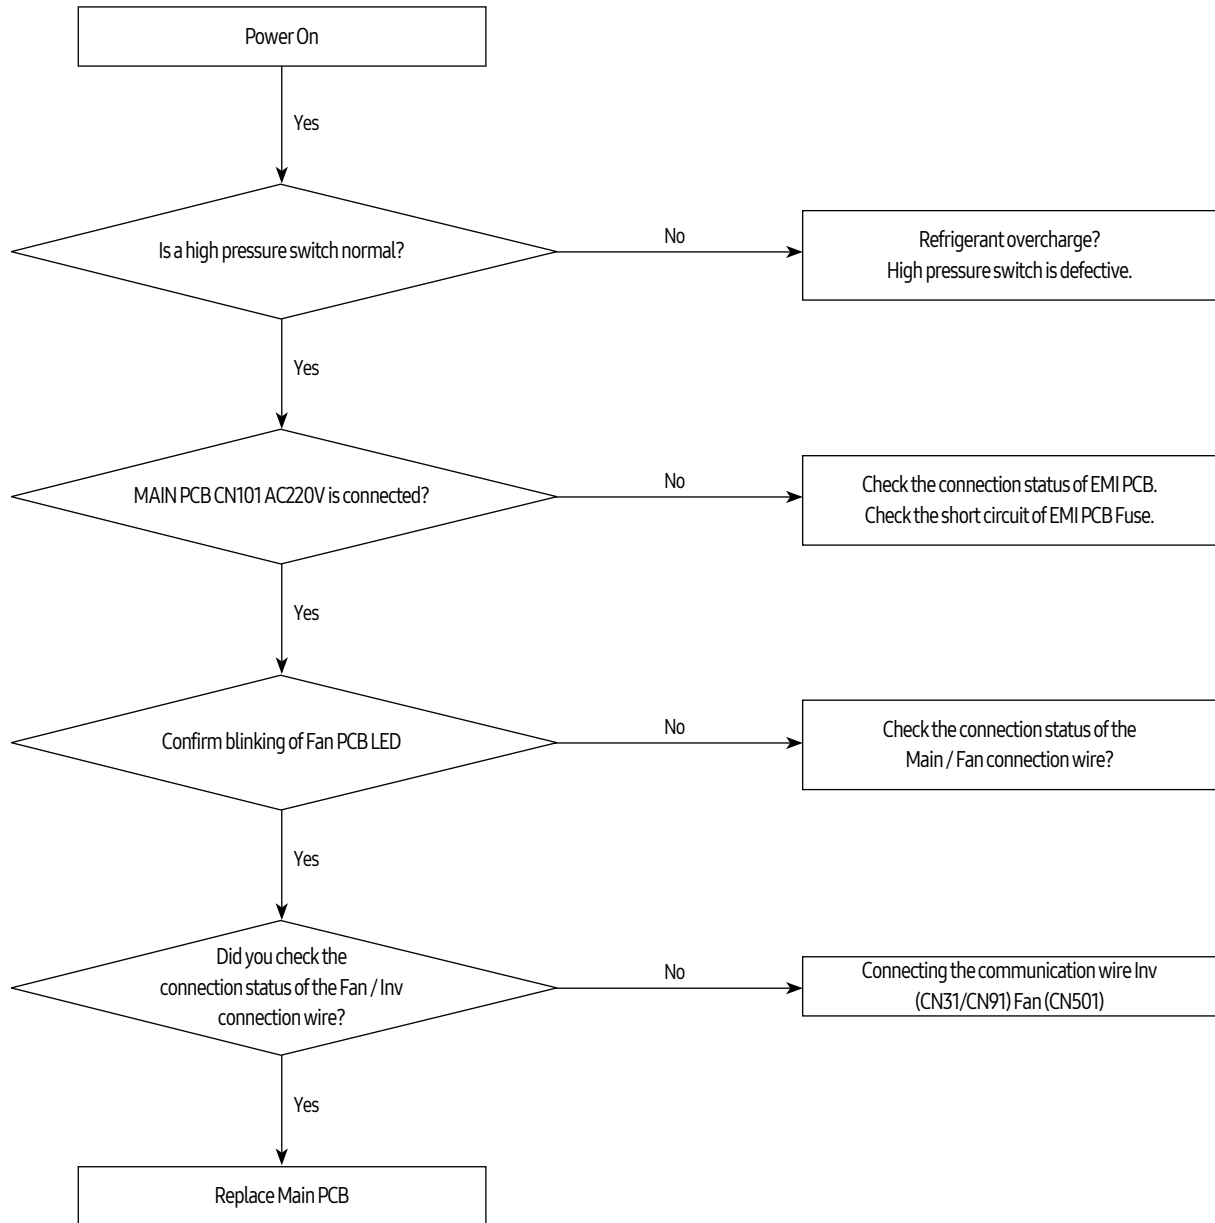 Power On
Yes
Is a high pressure switch normal?
No
Refrigerant overcharge?
High pressure switch is defective.
Yes
MAIN PCB CN101 AC220V is connected?
No
Check the connection status of EMI PCB.
Check the short circuit of EMI PCB Fuse.
Yes
Confirm blinking of Fan PCB LED
No
Check the connection status of the
Main / Fan connection wire?
Yes
Did you check the
connection status of the Fan / Inv
connection wire?
No
Connecting the communication wire Inv
(CN31/CN91) Fan (CN501)
Yes
Replace Main PCB